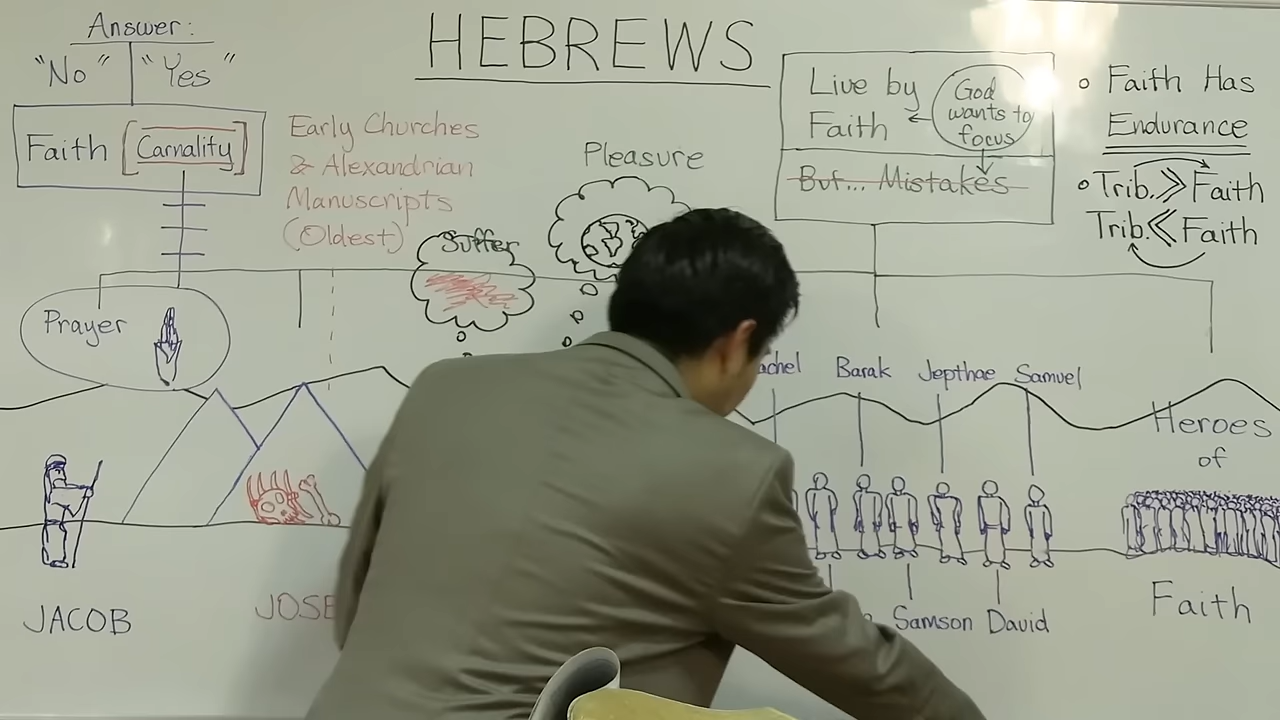 HEBREWS
Answer:
"No" "Yes"
Faith [Carnality]
Early Churches
& Alexandrian
Manuscripts
(Oldest)
Suffer
Pleasure
Live by
Faith
God
wants to
focus
But... Mistakes
Faith Has
Endurance
Trib. >> Faith
Trib. << Faith
Prayer
Barak
Jepthae
Samuel
Heroes
of
Faith
JACOB
Samson
David